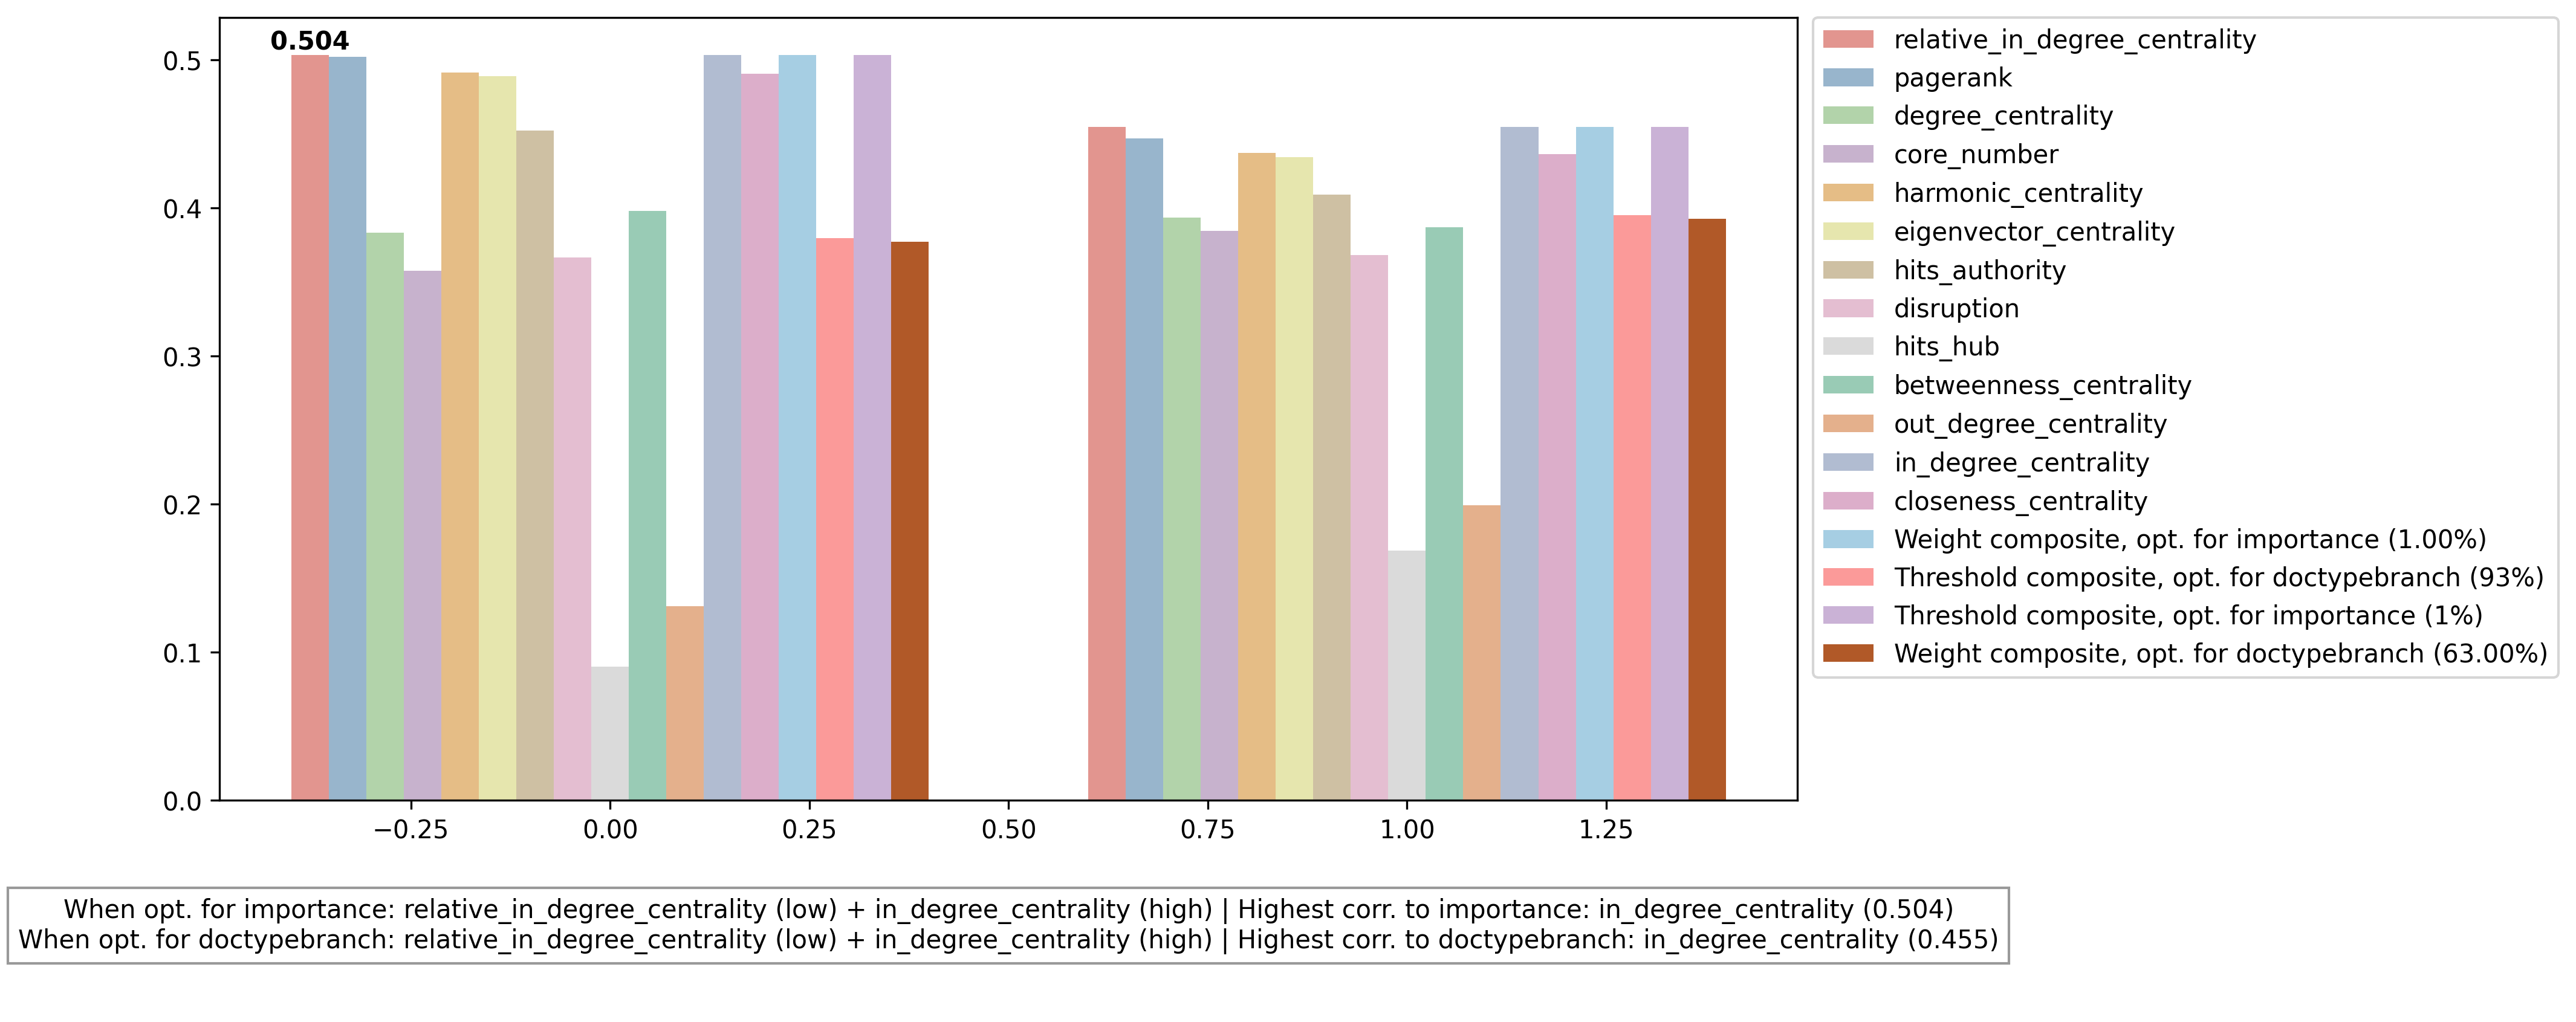 0.504
0.5
0.4
0.3
0.2
0.1
0.0
−0.25
0.00
0.25
0.50
0.75
1.00
1.25
relative_in_degree_centrality
pagerank
degree_centrality
core_number
harmonic_centrality
eigenvector_centrality
hits_authority
disruption
hits_hub
betweenness_centrality
out_degree_centrality
in_degree_centrality
closeness_centrality
Weight composite, opt. for importance (1.00%)
Threshold composite, opt. for doctypebranch (93%)
Threshold composite, opt. for importance (1%)
Weight composite, opt. for doctypebranch (63.00%)
When opt. for importance: relative_in_degree_centrality (low) + in_degree_centrality (high) | Highest corr. to importance: in_degree_centrality (0.504)
When opt. for doctypebranch: relative_in_degree_centrality (low) + in_degree_centrality (high) | Highest corr. to doctypebranch: in_degree_centrality (0.455)